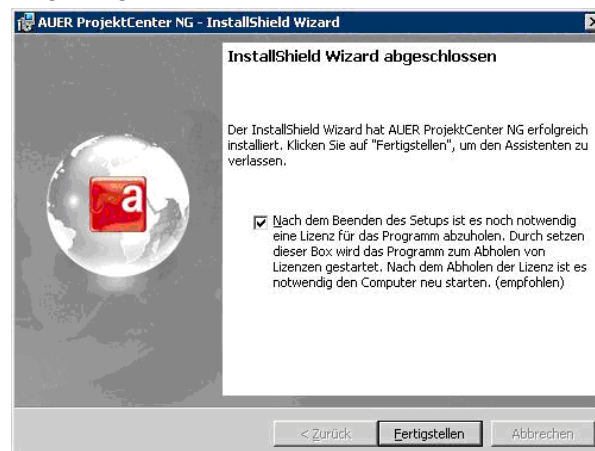 AUER ProjektCenter NG - InstallShield Wizard
InstallShield Wizard abgeschlossen
Der InstallShield Wizard hat AUER ProjektCenter NG erfolgreich
installiert. Klicken Sie auf "Fertigstellen", um den Assistenten zu
verlassen.
Nach dem Beenden des Setups ist es noch notwendig
eine Lizenz für das Programm abzuholen. Durch setzen
dieser Box wird das Programm zum Abholen von
Lizenzen gestartet. Nach dem Abholen der Lizenz ist es
notwendig den Computer neu starten. (empfohlen)
a
< Zurück Fertigstellen Abbrechen